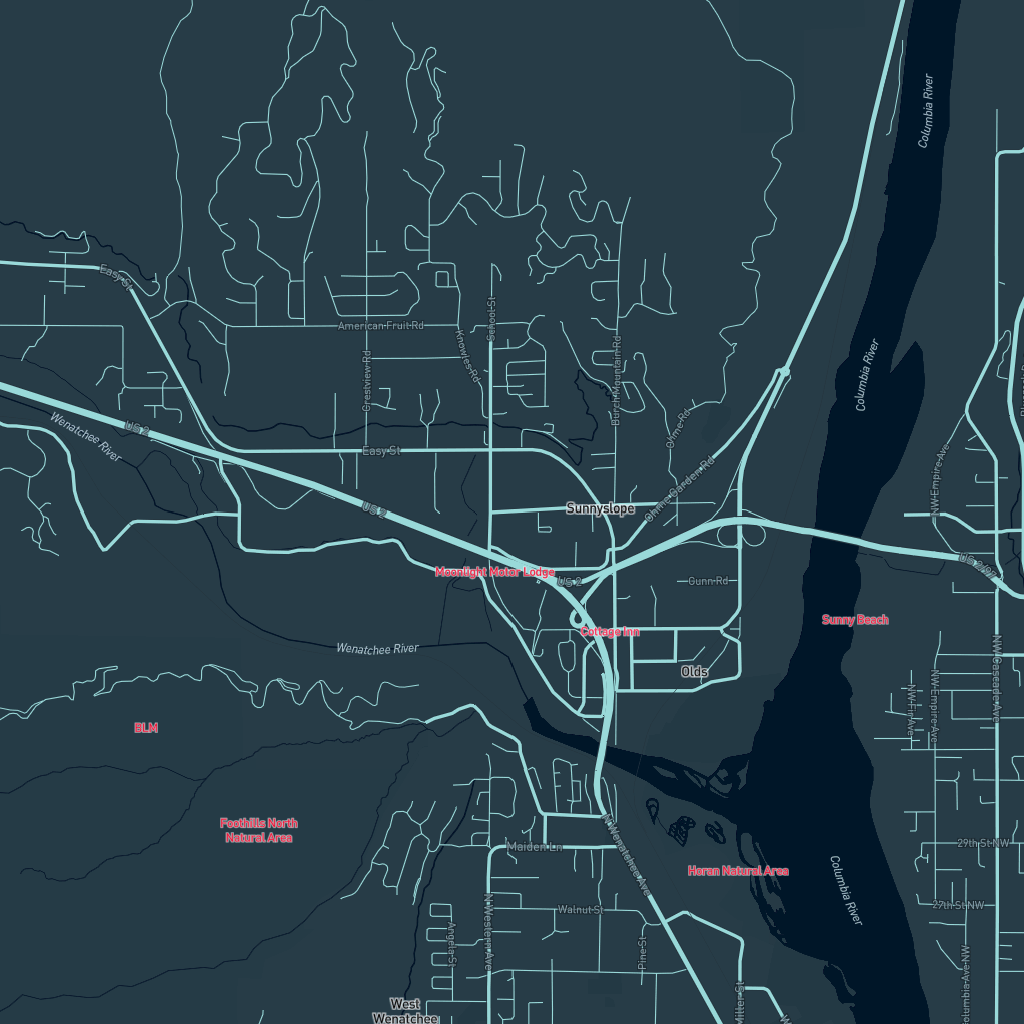 Columbia River
Easy St
American Fruit Rd
School St
Knowles Rd
Crestview Rd
Burch Mountain Rd
Columbia River
Ohme Rd
US 2
Wenatchee River
Easy St
Ohme Garden Rd
NW Empire Ave
US 2
Sunnyslope
Moonlight Motor Lodge
US 2
Gunn Rd
US 2/97
Sunny Beach
Cottage Inn
Wenatchee River
Olds
NW Cascade Ave
NW Empire Ave
NW Fir Ave
BLM
Foothills North
Natural Area
Maiden Ln
N Wenatchee Ave
29th St NW
Horan Natural Area
Columbia River
27th St NW
Walnut St
N Western Ave
Angela St
Pine St
Columbia Ave NW
Miller St
West
Wenatchee